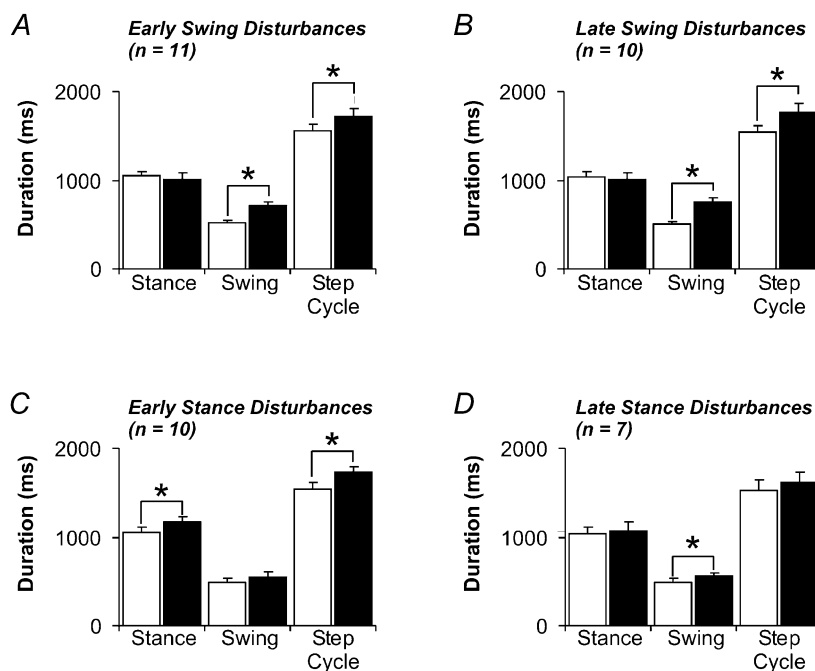 A
Early Swing Disturbances
(n = 11)
Duration (ms)
2000
1000
0
*
*
Stance
Swing
Step
Cycle
B
Late Swing Disturbances
(n = 10)
Duration (ms)
2000
1000
0
*
*
Stance
Swing
Step
Cycle
C
Early Stance Disturbances
(n = 10)
Duration (ms)
2000
1000
0
*
*
Stance
Swing
Step
Cycle
D
Late Stance Disturbances
(n = 7)
Duration (ms)
2000
1000
0
*
Stance
Swing
Step
Cycle